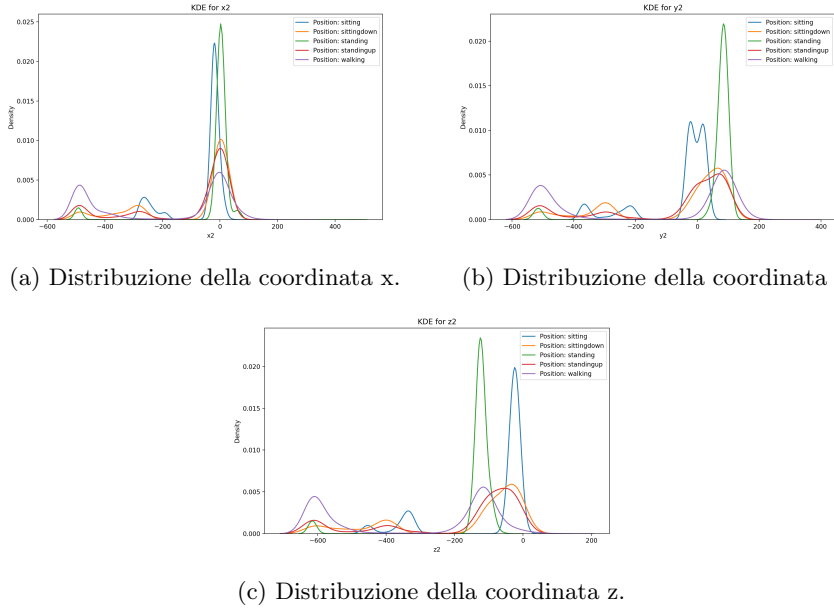 KDE for x2
0.025
0.020
0.015
0.010
0.005
0.000
Density
Position: sitting
Position: sittingdown
Position: standing
Position: standingup
Position: walking
−600 −400 −200 0 200 400
x2
KDE for y2
0.020
0.015
0.010
0.005
0.000
Density
Position: sitting
Position: sittingdown
Position: standing
Position: standingup
Position: walking
−600 −400 −200 0 200 400
y2
(a) Distribuzione della coordinata x.
(b) Distribuzione della coordinata
KDE for z2
0.020
0.015
0.010
0.005
0.000
Density
Position: sitting
Position: sittingdown
Position: standing
Position: standingup
Position: walking
−600 −400 −200 0 200
z2
(c) Distribuzione della coordinata z.